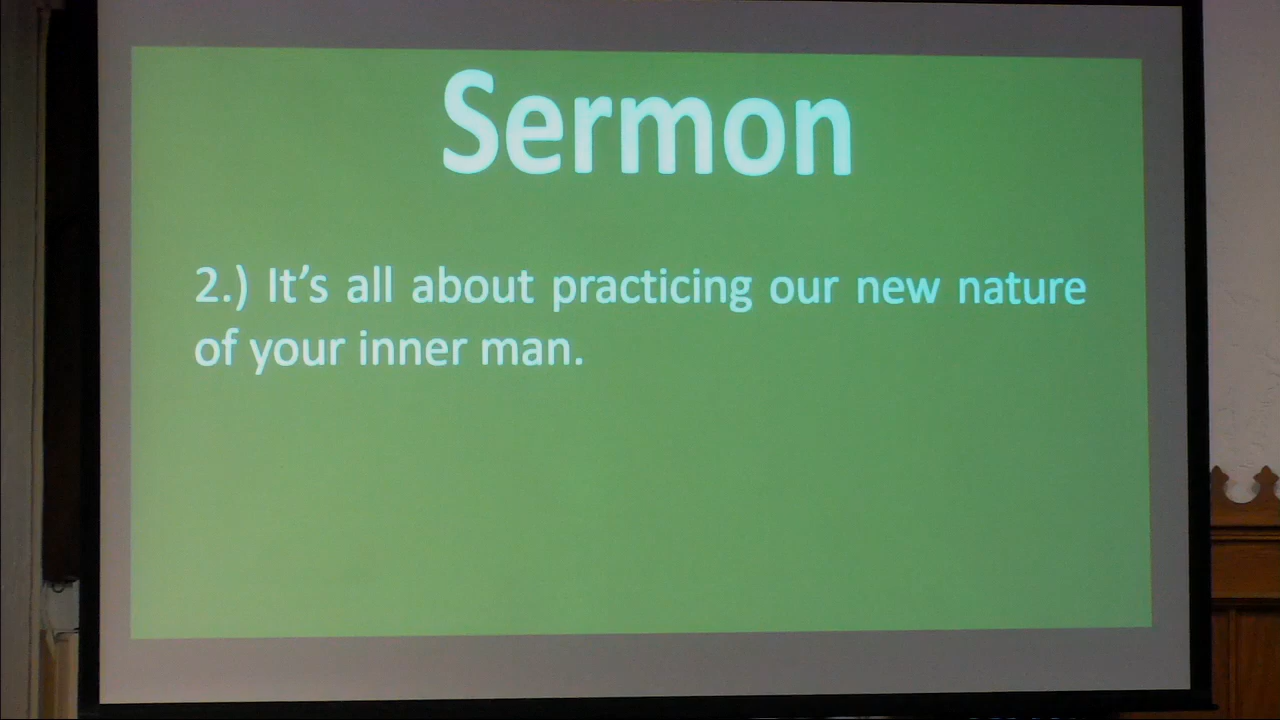 Sermon
2.) It’s all about practicing our new nature
of your inner man.